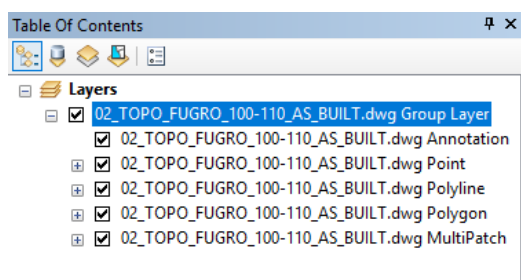 Table Of Contents
Layers
02_TOPO_FUGRO_100-110_AS_BUILT.dwg Group Layer
02_TOPO_FUGRO_100-110_AS_BUILT.dwg Annotation
02_TOPO_FUGRO_100-110_AS_BUILT.dwg Point
02_TOPO_FUGRO_100-110_AS_BUILT.dwg Polyline
02_TOPO_FUGRO_100-110_AS_BUILT.dwg Polygon
02_TOPO_FUGRO_100-110_AS_BUILT.dwg MultiPatch